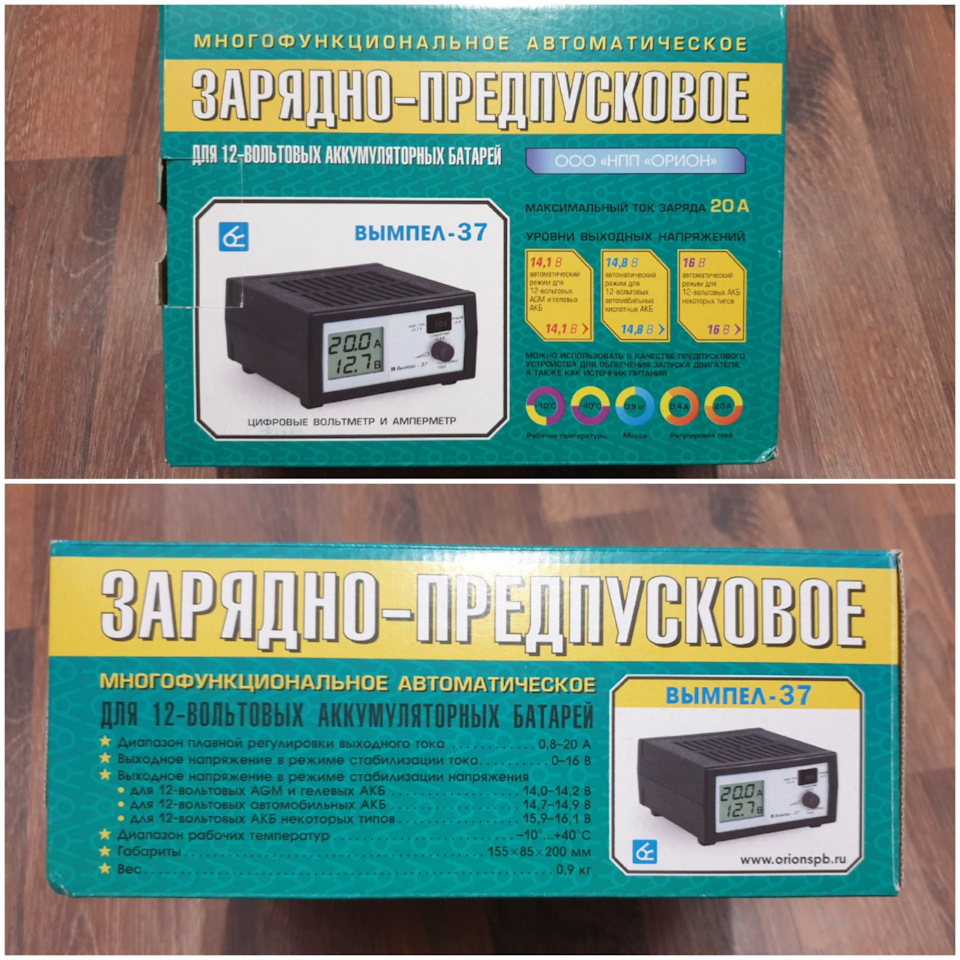 МНОГОФУНКЦИОНАЛЬНОЕ АВТОМАТИЧЕСКОЕ
ЗАРЯДНО-ПРЕДПУСКОВОЕ
ДЛЯ 12-ВОЛЬТОВЫХ АККУМУЛЯТОРНЫХ БАТАРЕЙ
ООО «НПП «ОРИОН»
МАКСИМАЛЬНЫЙ ТОК ЗАРЯДА 20 А
УРОВНИ ВЫХОДНЫХ НАПРЯЖЕНИЙ
14,1 В
автоматический
режим для
12-вольтовых
AGM и гелевых
АКБ
14,1 В
14,8 В
автоматический
режим для
12 вольтовых
автомобильных
кислотных АКБ
14,8 В
16 В
автоматический
режим для
12-вольтовых АКБ
некоторых типов
16 В
МОЖНО ИСПОЛЬЗОВАТЬ В КАЧЕСТВЕ ПРЕДПУСКОВОГО
УСТРОЙСТВА ДЛЯ ОБЛЕГЧЕНИЯ ЗАПУСКА ДВИГАТЕЛЯ,
А ТАКЖЕ КАК ИСТОЧНИК ПИТАНИЯ
-10°С
+40°С
0,9 кг
0,4 А
20 А
Рабочие температуры
Масса
Регулировка тока
ВЫМПЕЛ-37
20.0 А
12.7 В
Вымпел - 37
ЦИФРОВЫЕ ВОЛЬТМЕТР И АМПЕРМЕТР
ЗАРЯДНО-ПРЕДПУСКОВОЕ
МНОГОФУНКЦИОНАЛЬНОЕ АВТОМАТИЧЕСКОЕ
ДЛЯ 12-ВОЛЬТОВЫХ АККУМУЛЯТОРНЫХ БАТАРЕЙ
Диапазон плавной регулировки выходного тока ........ 0,8–20 А
Выходное напряжение в режиме стабилизации тока ..... 0–16 В
Выходное напряжение в режиме стабилизации напряжения
• для 12-вольтовых AGM и гелевых АКБ ........ 14,0–14,2 В
• для 12-вольтовых автомобильных АКБ ........ 14,7–14,9 В
• для 12-вольтовых АКБ некоторых типов ........ 15,9–16,1 В
Диапазон рабочих температур ........ –10°...+40°С
Габариты ........ 155×85×200 мм
Вес ........ 0,9 кг
ВЫМПЕЛ-37
20.0 А
12.7 В
Вымпел - 37
www.orionspb.ru